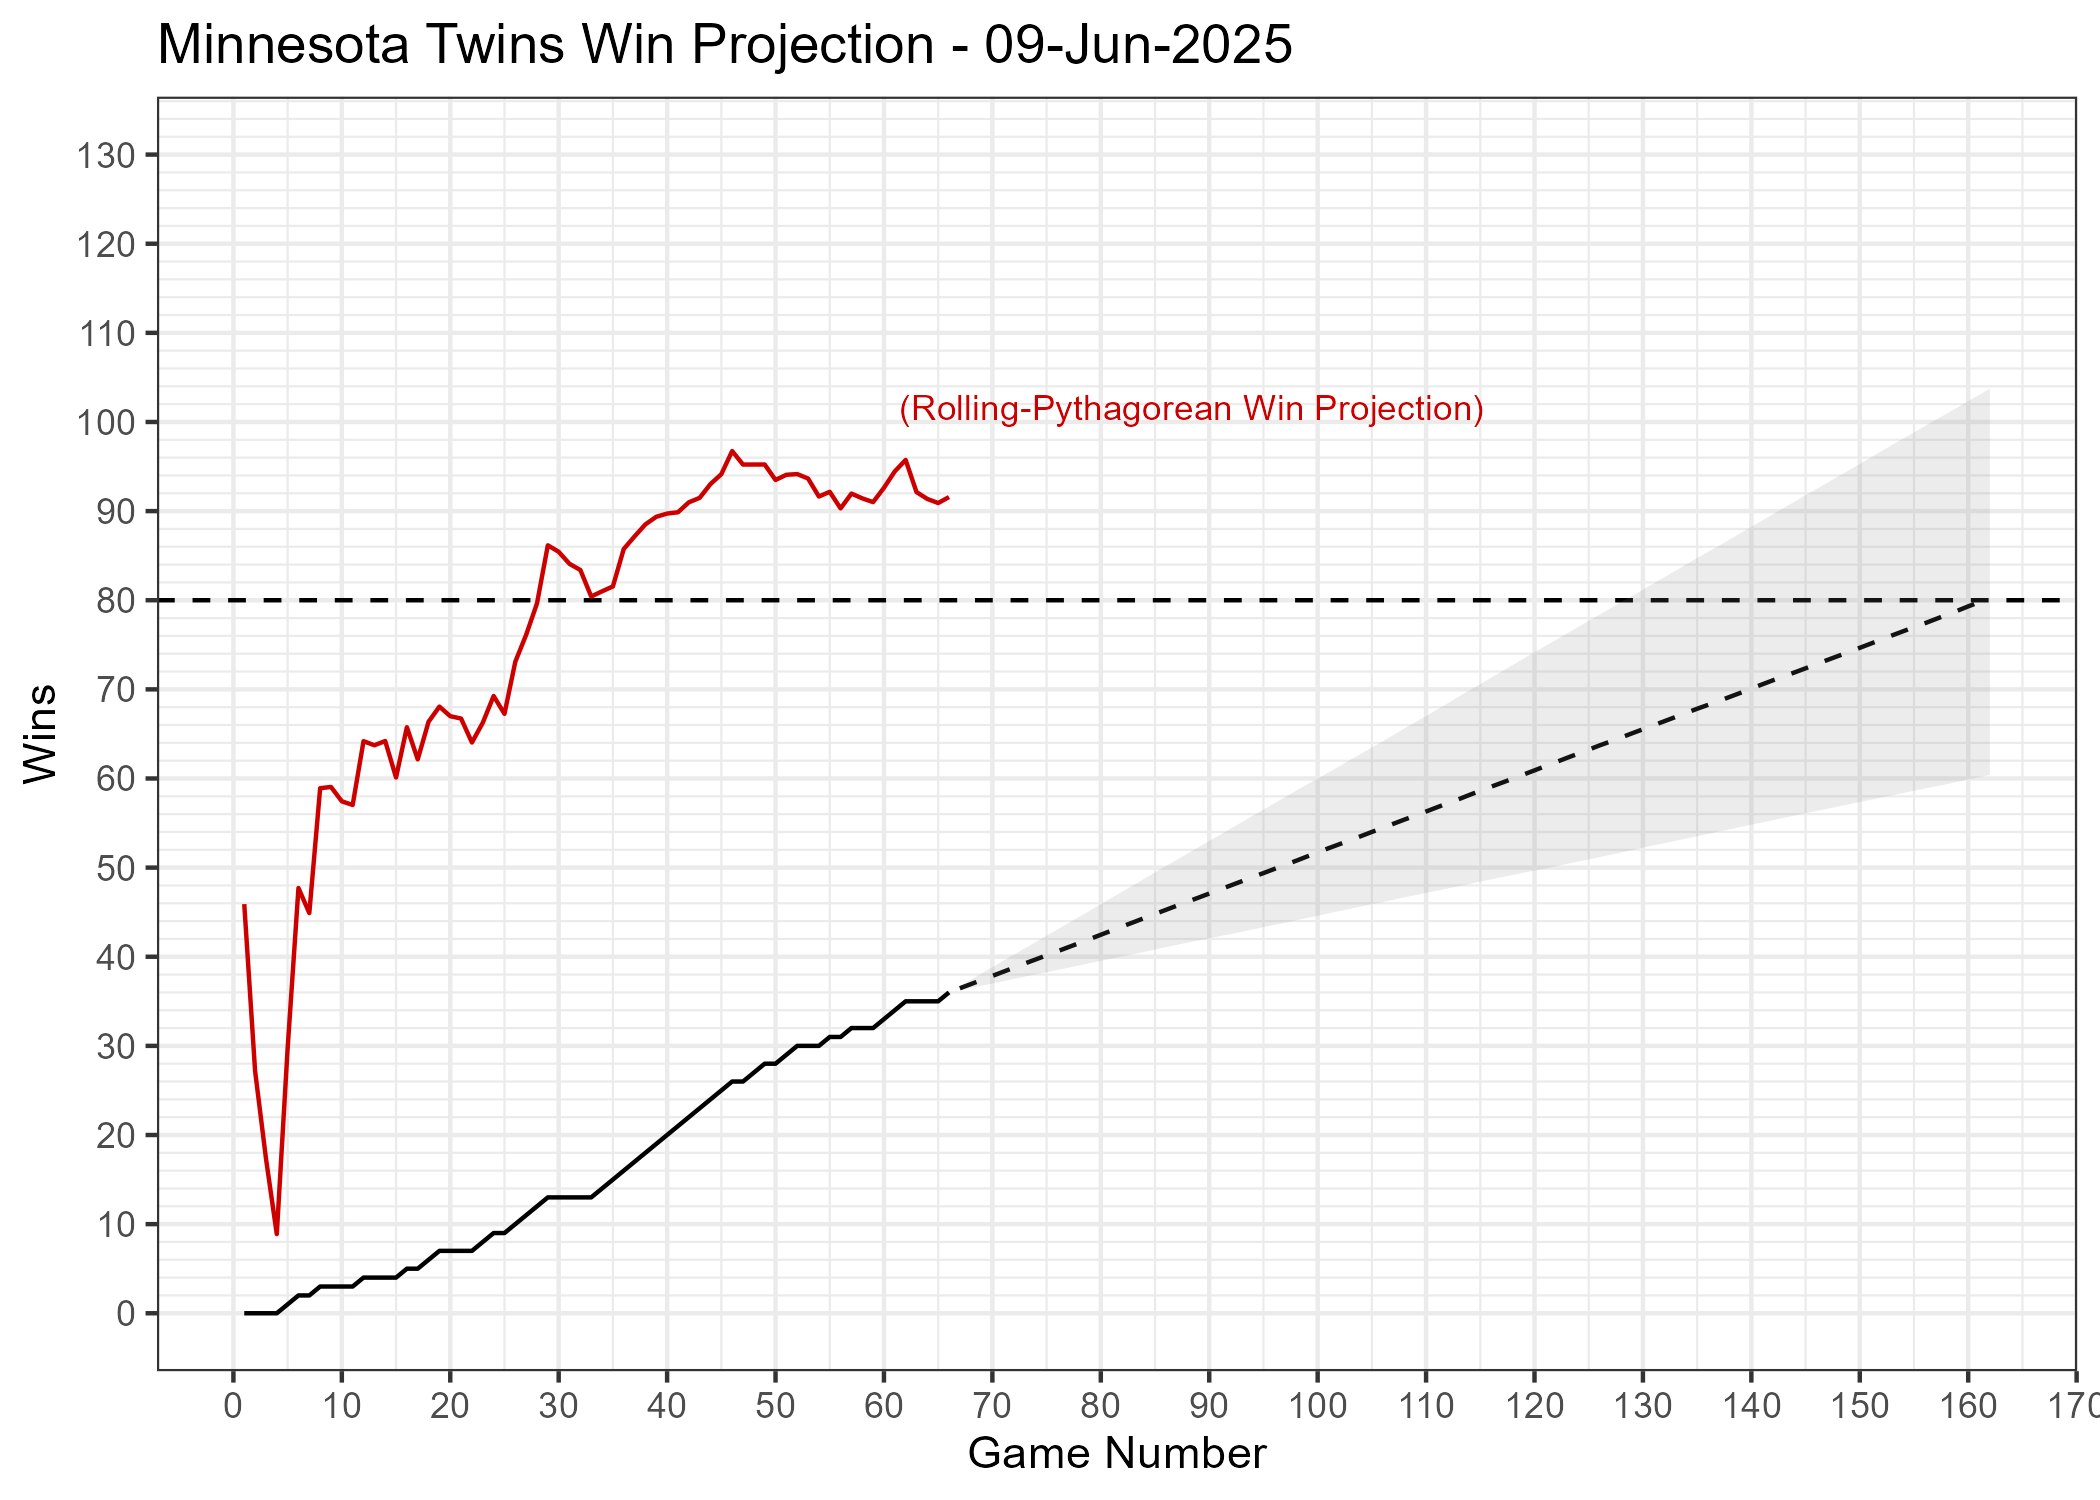 Minnesota Twins Win Projection - 09-Jun-2025
130
120
110
100
90
80
70
60
50
40
30
20
10
0
Wins
(Rolling-Pythagorean Win Projection)
0 10 20 30 40 50 60 70 80 90 100 110 120 130 140 150 160 170
Game Number